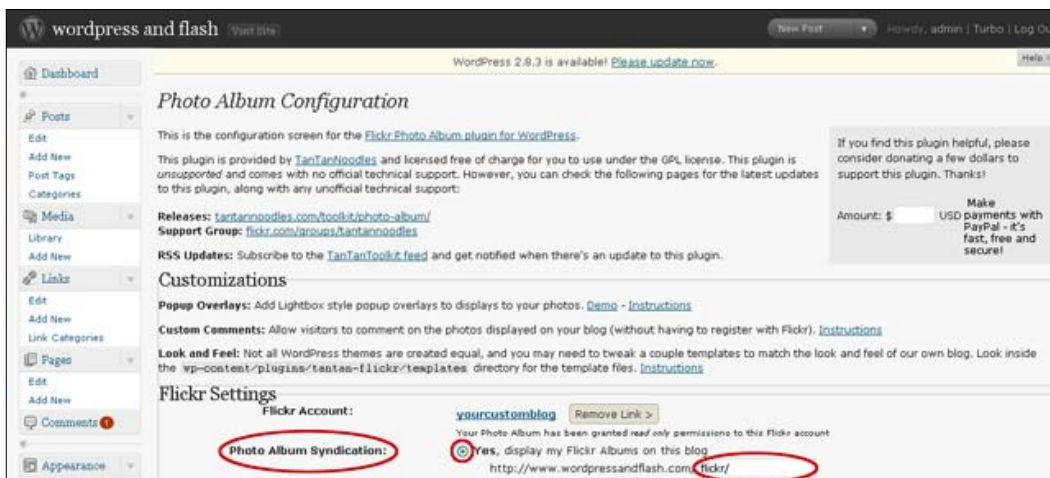 wordpress and flash Visit Site
New Post
Howdy, admin | Turbo | Log Ou
WordPress 2.8.3 is available! Please update now.
Help
Dashboard
Posts
Edit
Add New
Post Tags
Categories
Media
Library
Add New
Links
Edit
Add New
Link Categories
Pages
Edit
Add New
Comments 1
Appearance
Photo Album Configuration
This is the configuration screen for the Flickr Photo Album plugin for WordPress.
This plugin is provided by TanTanNoodles and licensed free of charge for you to use under the GPL license. This plugin is
unsupported and comes with no official technical support. However, you can check the following pages for the latest updates
to this plugin, along with any unofficial technical support:
Releases: tantannoodles.com/toolkit/photo-album/
Support Group: flickr.com/groups/tantannoodles
RSS Updates: Subscribe to the TanTanToolkit feed and get notified when there's an update to this plugin.
If you find this plugin helpful, please
consider donating a few dollars to
support this plugin. Thanks!
Amount: $ USD
Make
payments with
PayPal - it's
fast, free and
secure!
Customizations
Popup Overlays: Add Lightbox style popup overlays to displays to your photos. Demo - Instructions
Custom Comments: Allow visitors to comment on the photos displayed on your blog (without having to register with Flickr). Instructions
Look and Feel: Not all WordPress themes are created equal, and you may need to tweak a couple templates to match the look and feel of our own blog. Look inside
the wp-content/plugins/tantan-flickr/templates directory for the template files. Instructions
Flickr Settings
Flickr Account: yourcustomblog Remove Link >
Your Photo Album has been granted read only permissions to this Flickr account
Photo Album Syndication: Yes, display my Flickr Albums on this blog
http://www.wordpressandflash.com/flickr/